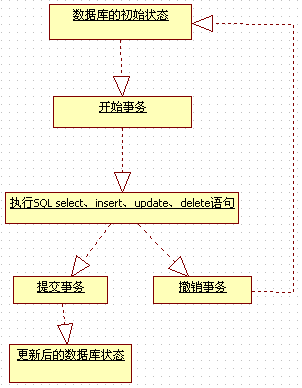 数据库的初始状态
开始事务
执行SQL select、insert、update、delete语句
提交事务
撤销事务
更新后的数据库状态